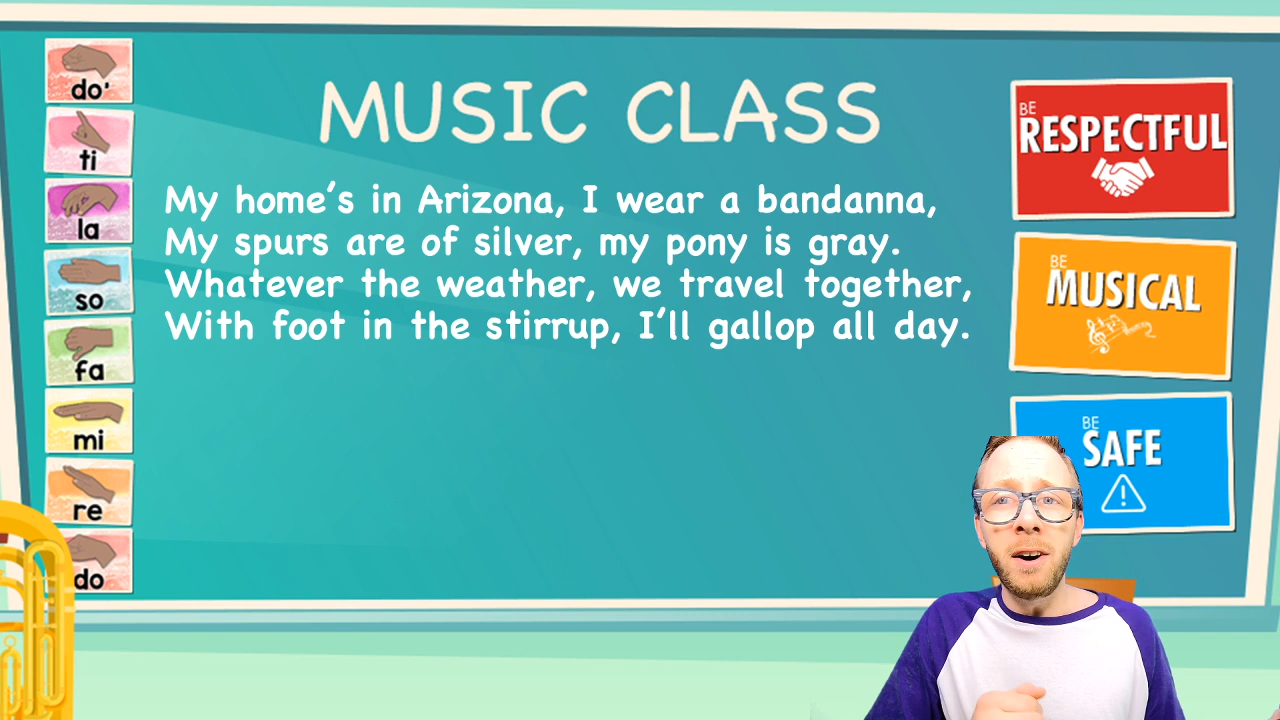 do'
ti
la
so
fa
mi
re
do
MUSIC CLASS
My home's in Arizona, I wear a bandanna,
My spurs are of silver, my pony is gray.
Whatever the weather, we travel together,
With foot in the stirrup, I'll gallop all day.
BE
RESPECTFUL
BE
MUSICAL
BE
SAFE